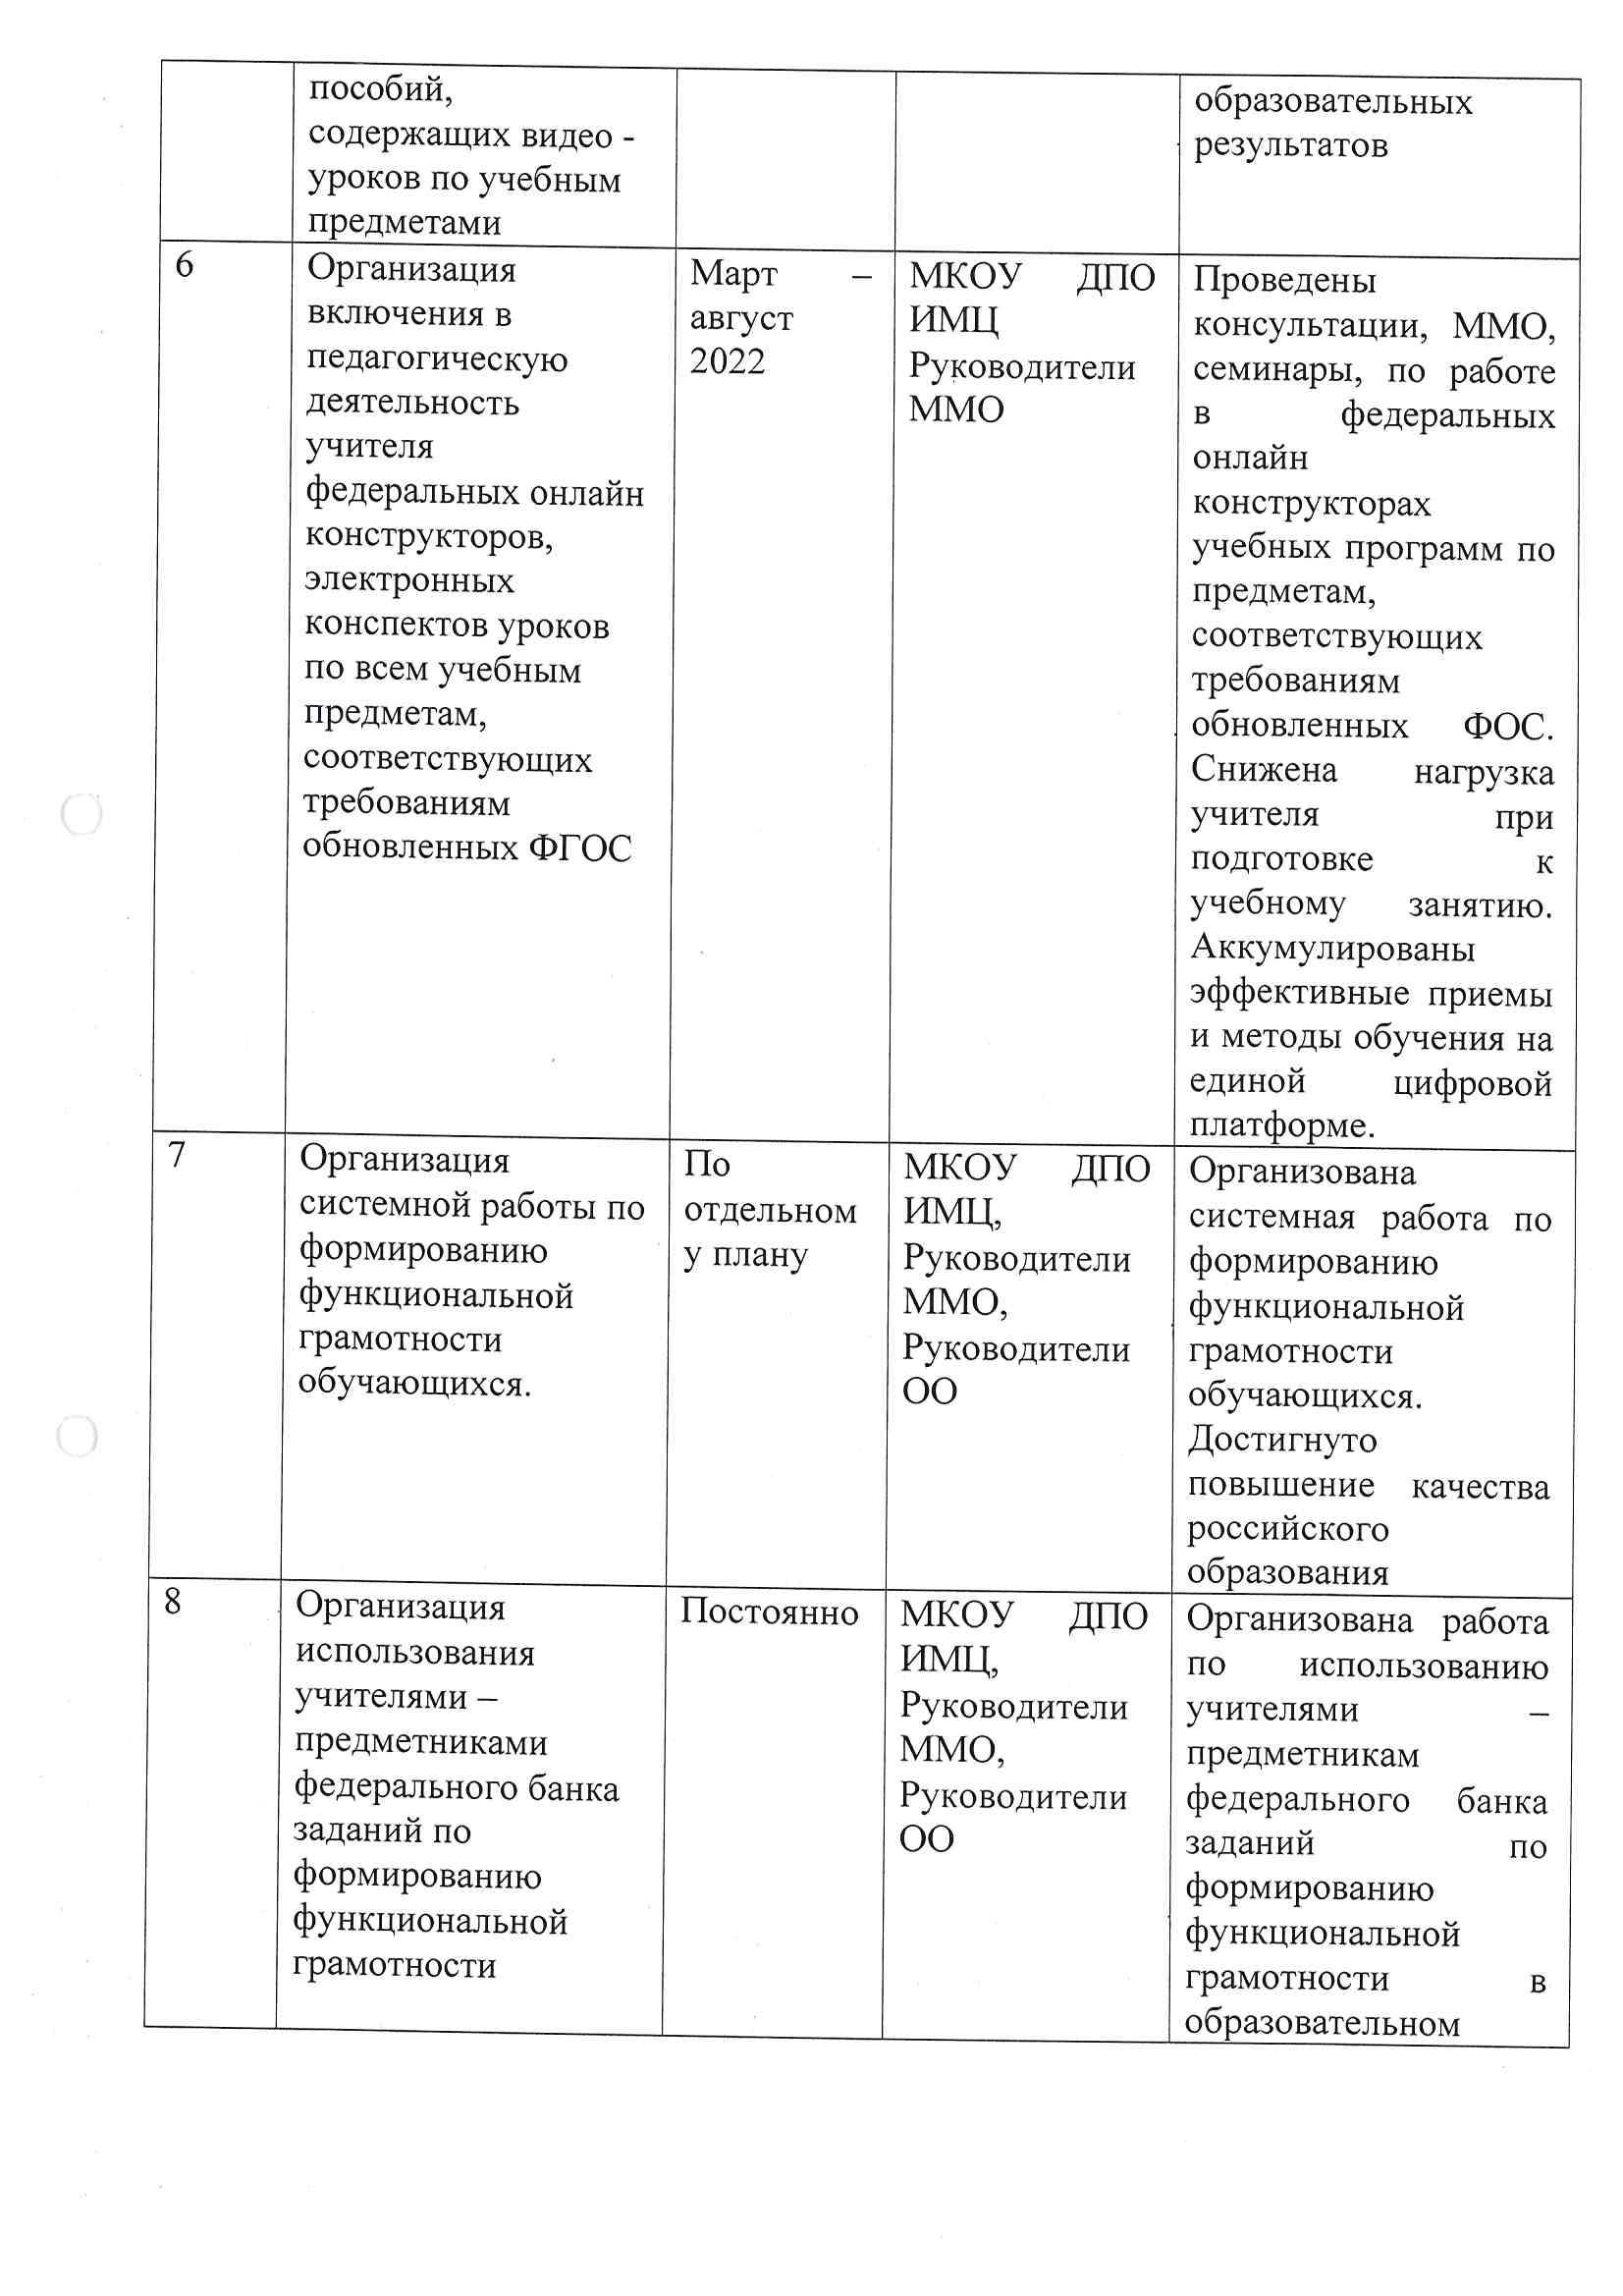 пособий,
содержащих видео -
уроков по учебным
предметами
образовательных
результатов
6
Организация
включения в
педагогическую
деятельность
учителя
федеральных онлайн
конструкторов,
электронных
конспектов уроков
по всем учебным
предметам,
соответствующих
требованиям
обновленных ФГОС
Март –
август
2022
МКОУ ДПО
ИМЦ
Руководители
ММО
Проведены
консультации, ММО,
семинары, по работе
в федеральных
онлайн
конструкторах
учебных программ по
предметам,
соответствующих
требованиям
обновленных ФОС.
Снижена нагрузка
учителя при
подготовке к
учебному занятию.
Аккумулированы
эффективные приемы
и методы обучения на
единой цифровой
платформе.
7
Организация
системной работы по
формированию
функциональной
грамотности
обучающихся.
По
отдельном
у плану
МКОУ ДПО
ИМЦ,
Руководители
ММО,
Руководители
ОО
Организована
системная работа по
формированию
функциональной
грамотности
обучающихся.
Достигнуто
повышение качества
российского
образования
8
Организация
использования
учителями –
предметниками
федерального банка
заданий по
формированию
функциональной
грамотности
Постоянно
МКОУ ДПО
ИМЦ,
Руководители
ММО,
Руководители
ОО
Организована работа
по использованию
учителями –
предметникам
федерального банка
заданий по
формированию
функциональной
грамотности в
образовательном